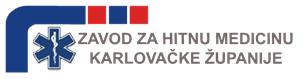 ZAVOD ZA HITNU MEDICINU
KARLOVAČKE ŽUPANIJE